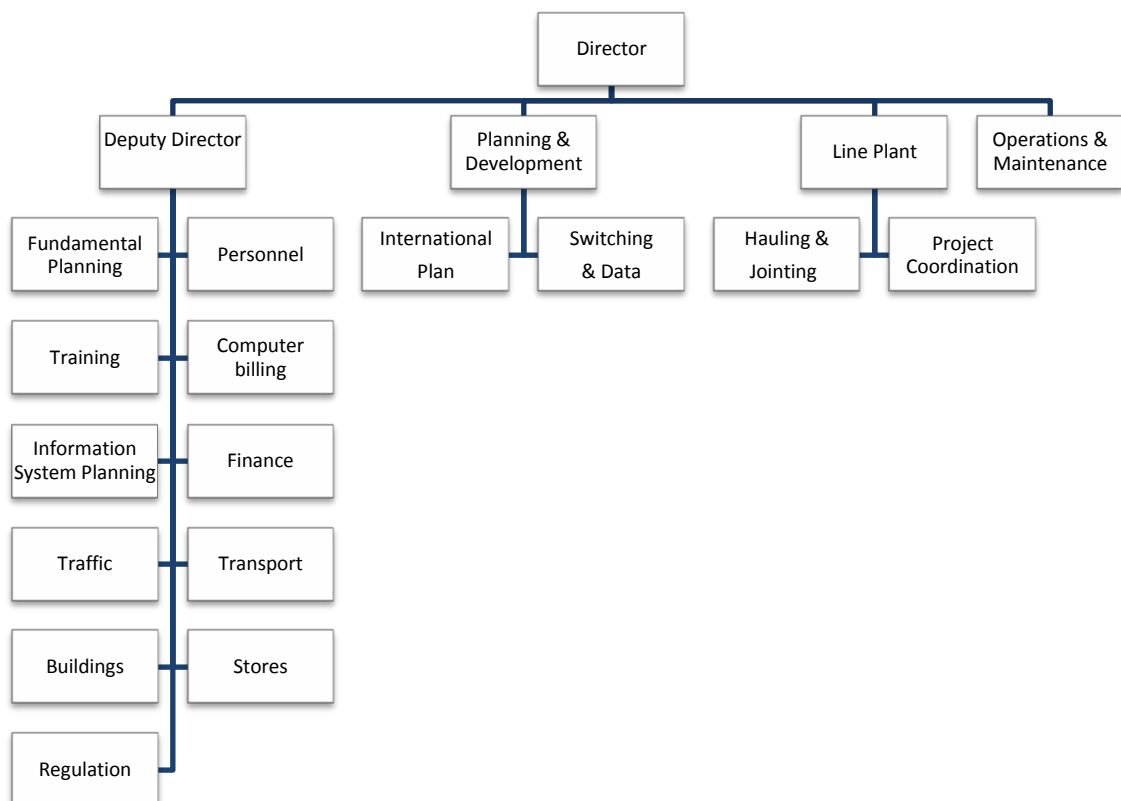 Director
Deputy Director
Planning &
Development
Line Plant
Operations &
Maintenance
Fundamental
Planning
Personnel
International
Plan
Switching
& Data
Hauling &
Jointing
Project
Coordination
Training
Computer
billing
Information
System Planning
Finance
Traffic
Transport
Buildings
Stores
Regulation